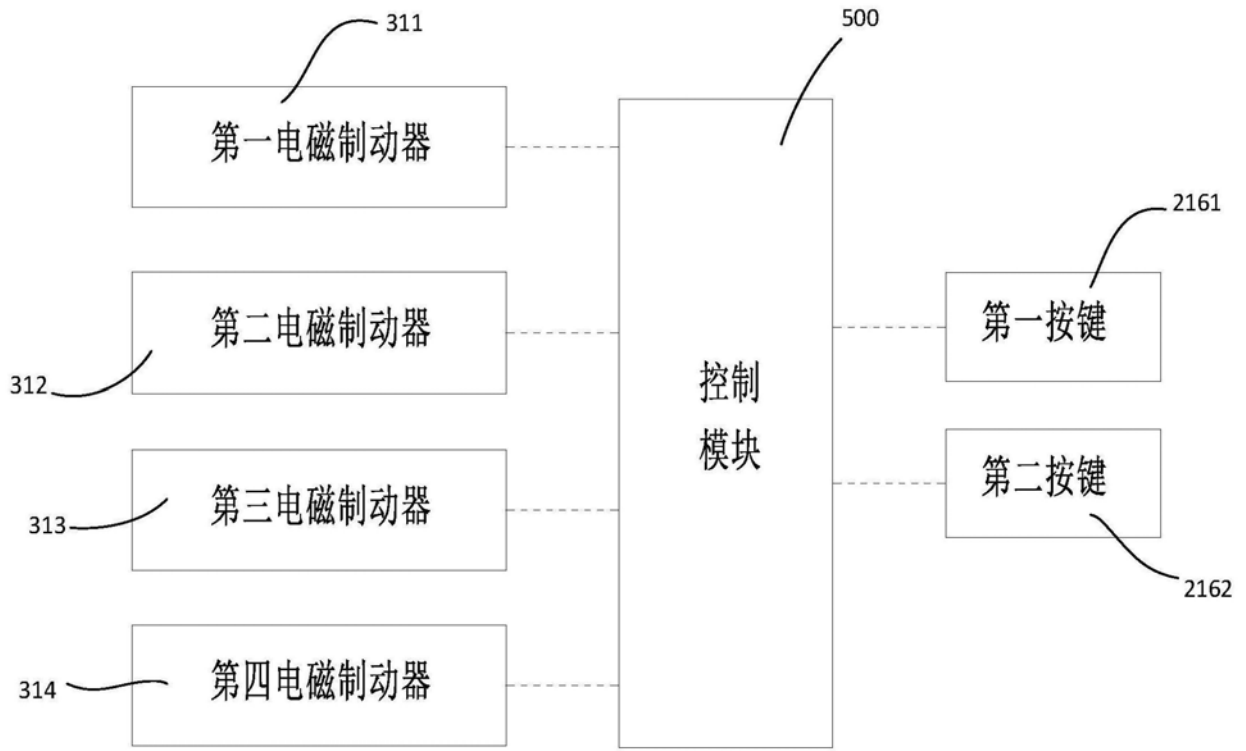 311
500
第一电磁制动器
2161
第二电磁制动器
第一按键
312
控制
模块
第三电磁制动器
第二按键
313
2162
第四电磁制动器
314